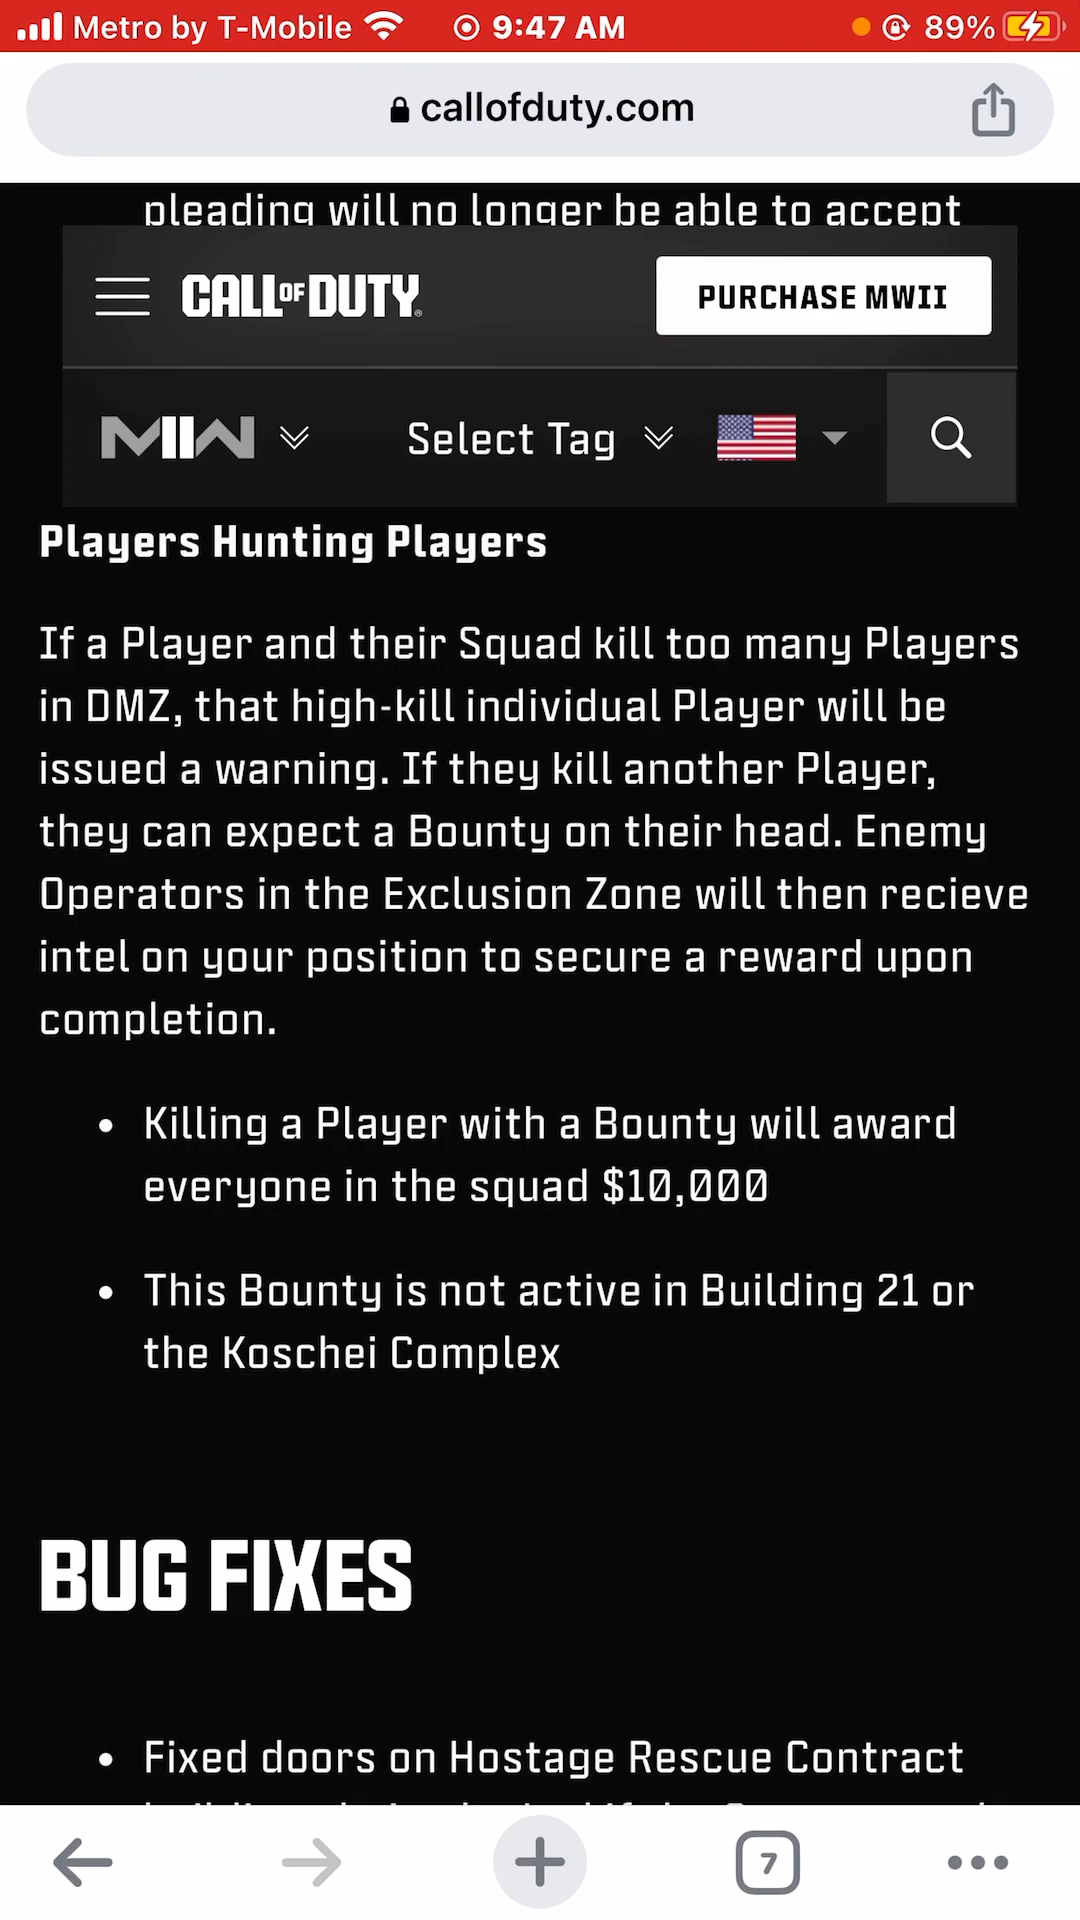 Metro by T-Mobile 9:47 AM 89%
callofduty.com
pleading will no longer be able to accept
CALL OF DUTY® PURCHASE MWII
MIIW Select Tag
Players Hunting Players
If a Player and their Squad kill too many Players
in DMZ, that high-kill individual Player will be
issued a warning. If they kill another Player,
they can expect a Bounty on their head. Enemy
Operators in the Exclusion Zone will then recieve
intel on your position to secure a reward upon
completion.
• Killing a Player with a Bounty will award
everyone in the squad $10,000
• This Bounty is not active in Building 21 or
the Koschei Complex
BUG FIXES
• Fixed doors on Hostage Rescue Contract
7